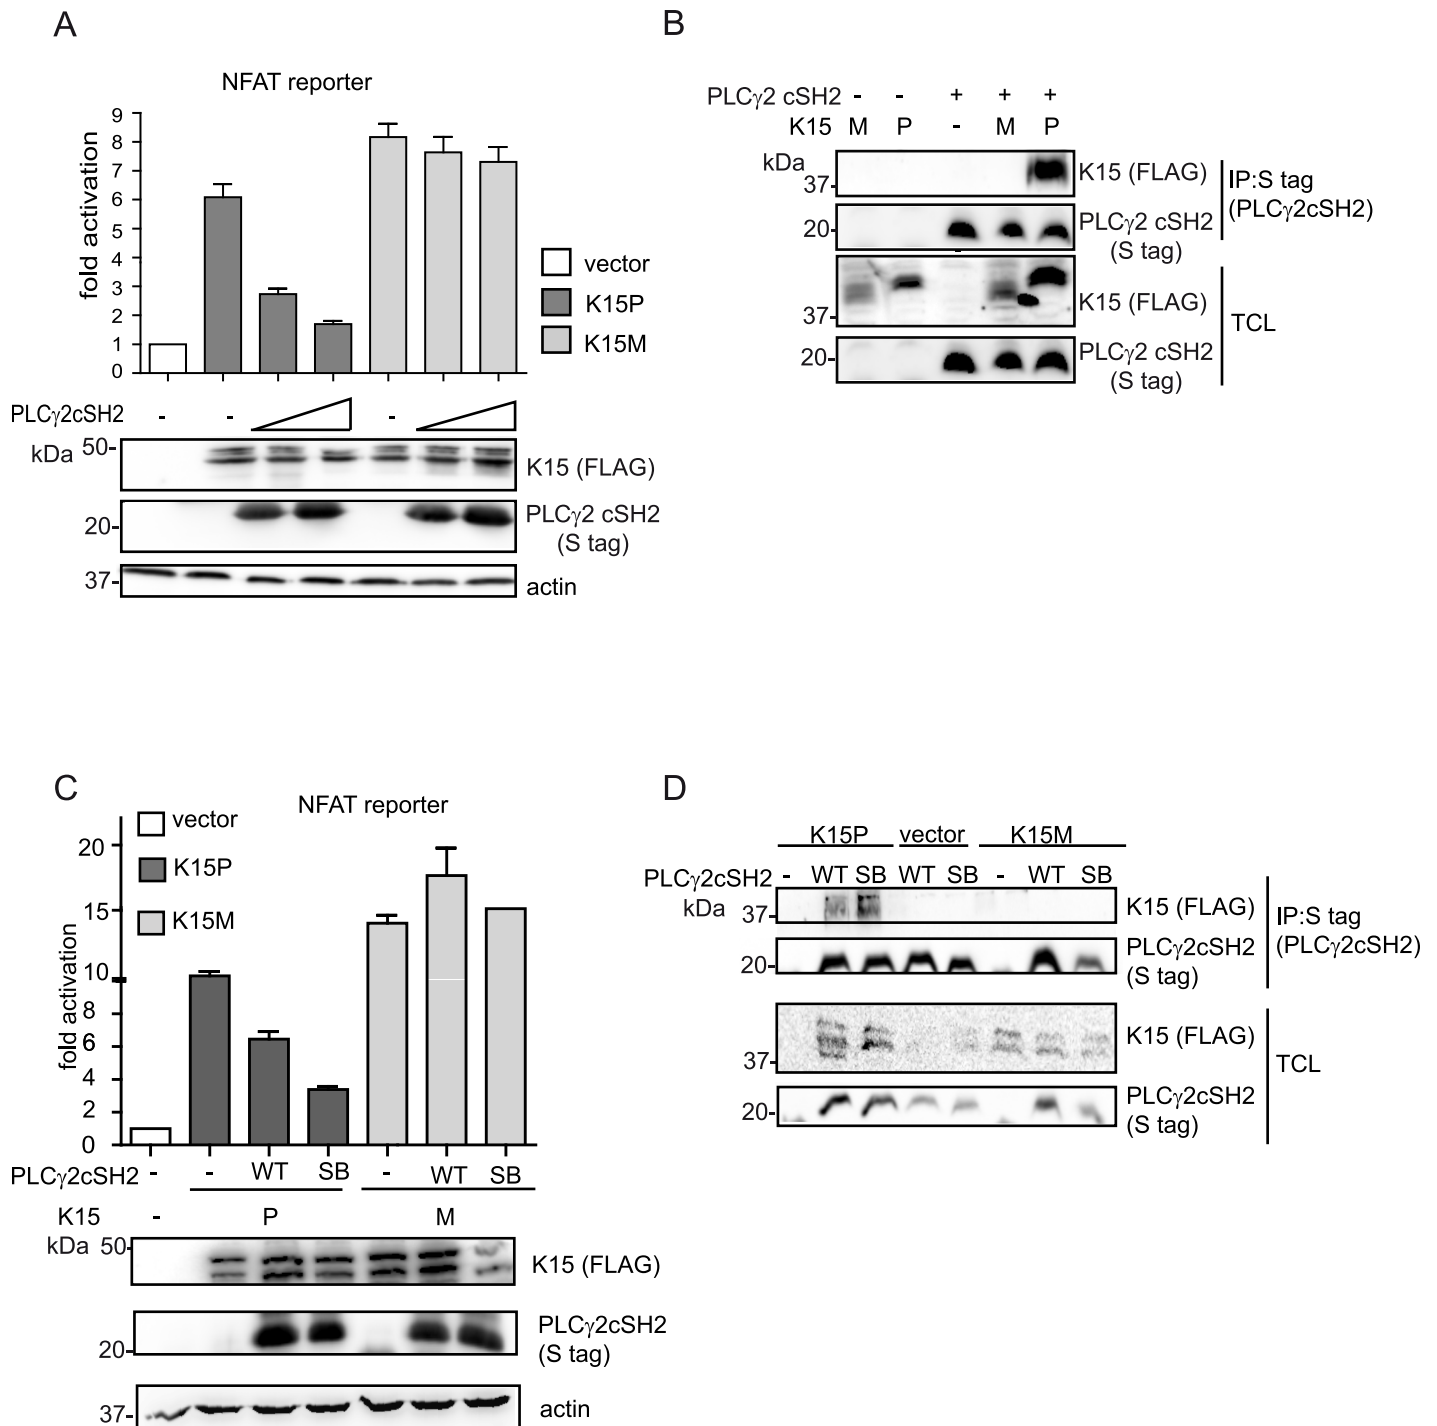 A
NFAT reporter
fold activation
9
8
7
6
5
4
3
2
1
0
vector
K15P
K15M
PLCγ2cSH2 - - -
kDa 50-
K15 (FLAG)
20-
PLCγ2 cSH2
(S tag)
37-
actin
B
PLCγ2 cSH2 - - + + +
K15 M P - M P
kDa
37-
K15 (FLAG)
20-
PLCγ2 cSH2
(S tag)
IP:S tag
(PLCγ2cSH2)
37-
K15 (FLAG)
20-
PLCγ2 cSH2
(S tag)
TCL
C
NFAT reporter
vector
K15P
K15M
fold activation
20
15
10
8
6
4
2
0
PLCγ2cSH2 - - WT SB - WT SB
K15 - P M
kDa 50-
K15 (FLAG)
20-
PLCγ2cSH2
(S tag)
37-
actin
D
K15P vector K15M
PLCγ2cSH2 - WT SB WT SB - WT SB
kDa
37-
K15 (FLAG)
20-
PLCγ2cSH2
(S tag)
IP:S tag
(PLCγ2cSH2)
37-
K15 (FLAG)
20-
PLCγ2cSH2
(S tag)
TCL